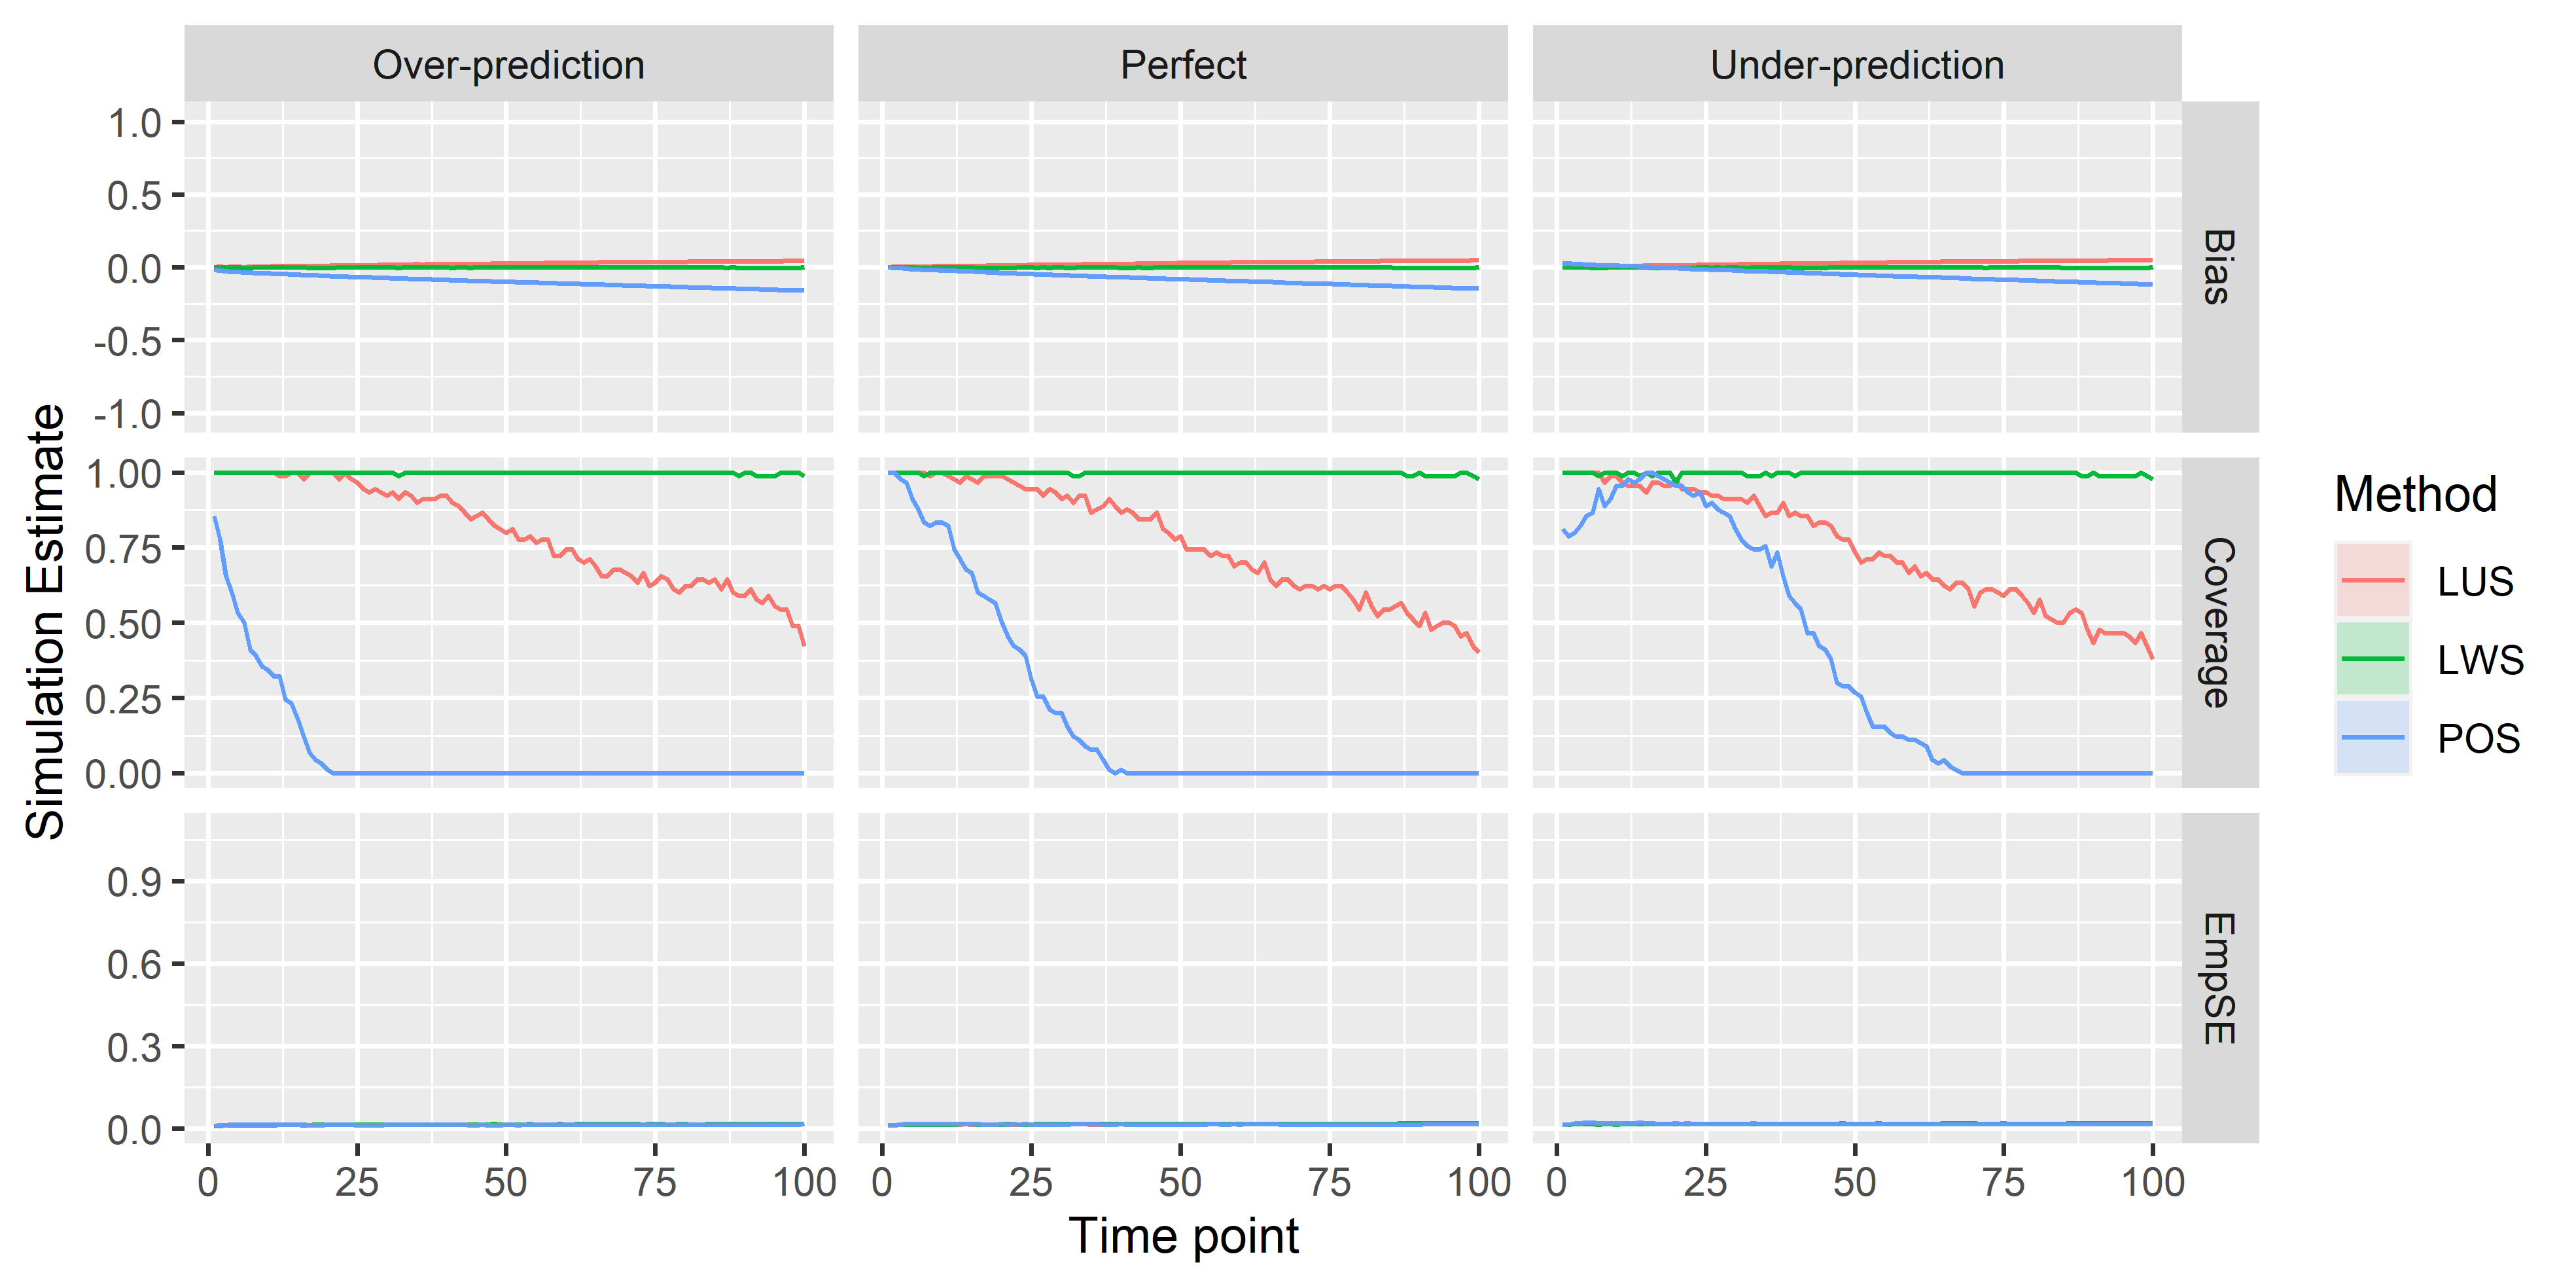 Over-prediction
Perfect
Under-prediction
1.0
0.5
0.0
-0.5
-1.0
Bias
1.00
0.75
0.50
0.25
0.00
Coverage
0.9
0.6
0.3
0.0
EmpSE
0 25 50 75 100
0 25 50 75 100
0 25 50 75 100
Time point
Simulation Estimate
Method
LUS
LWS
POS